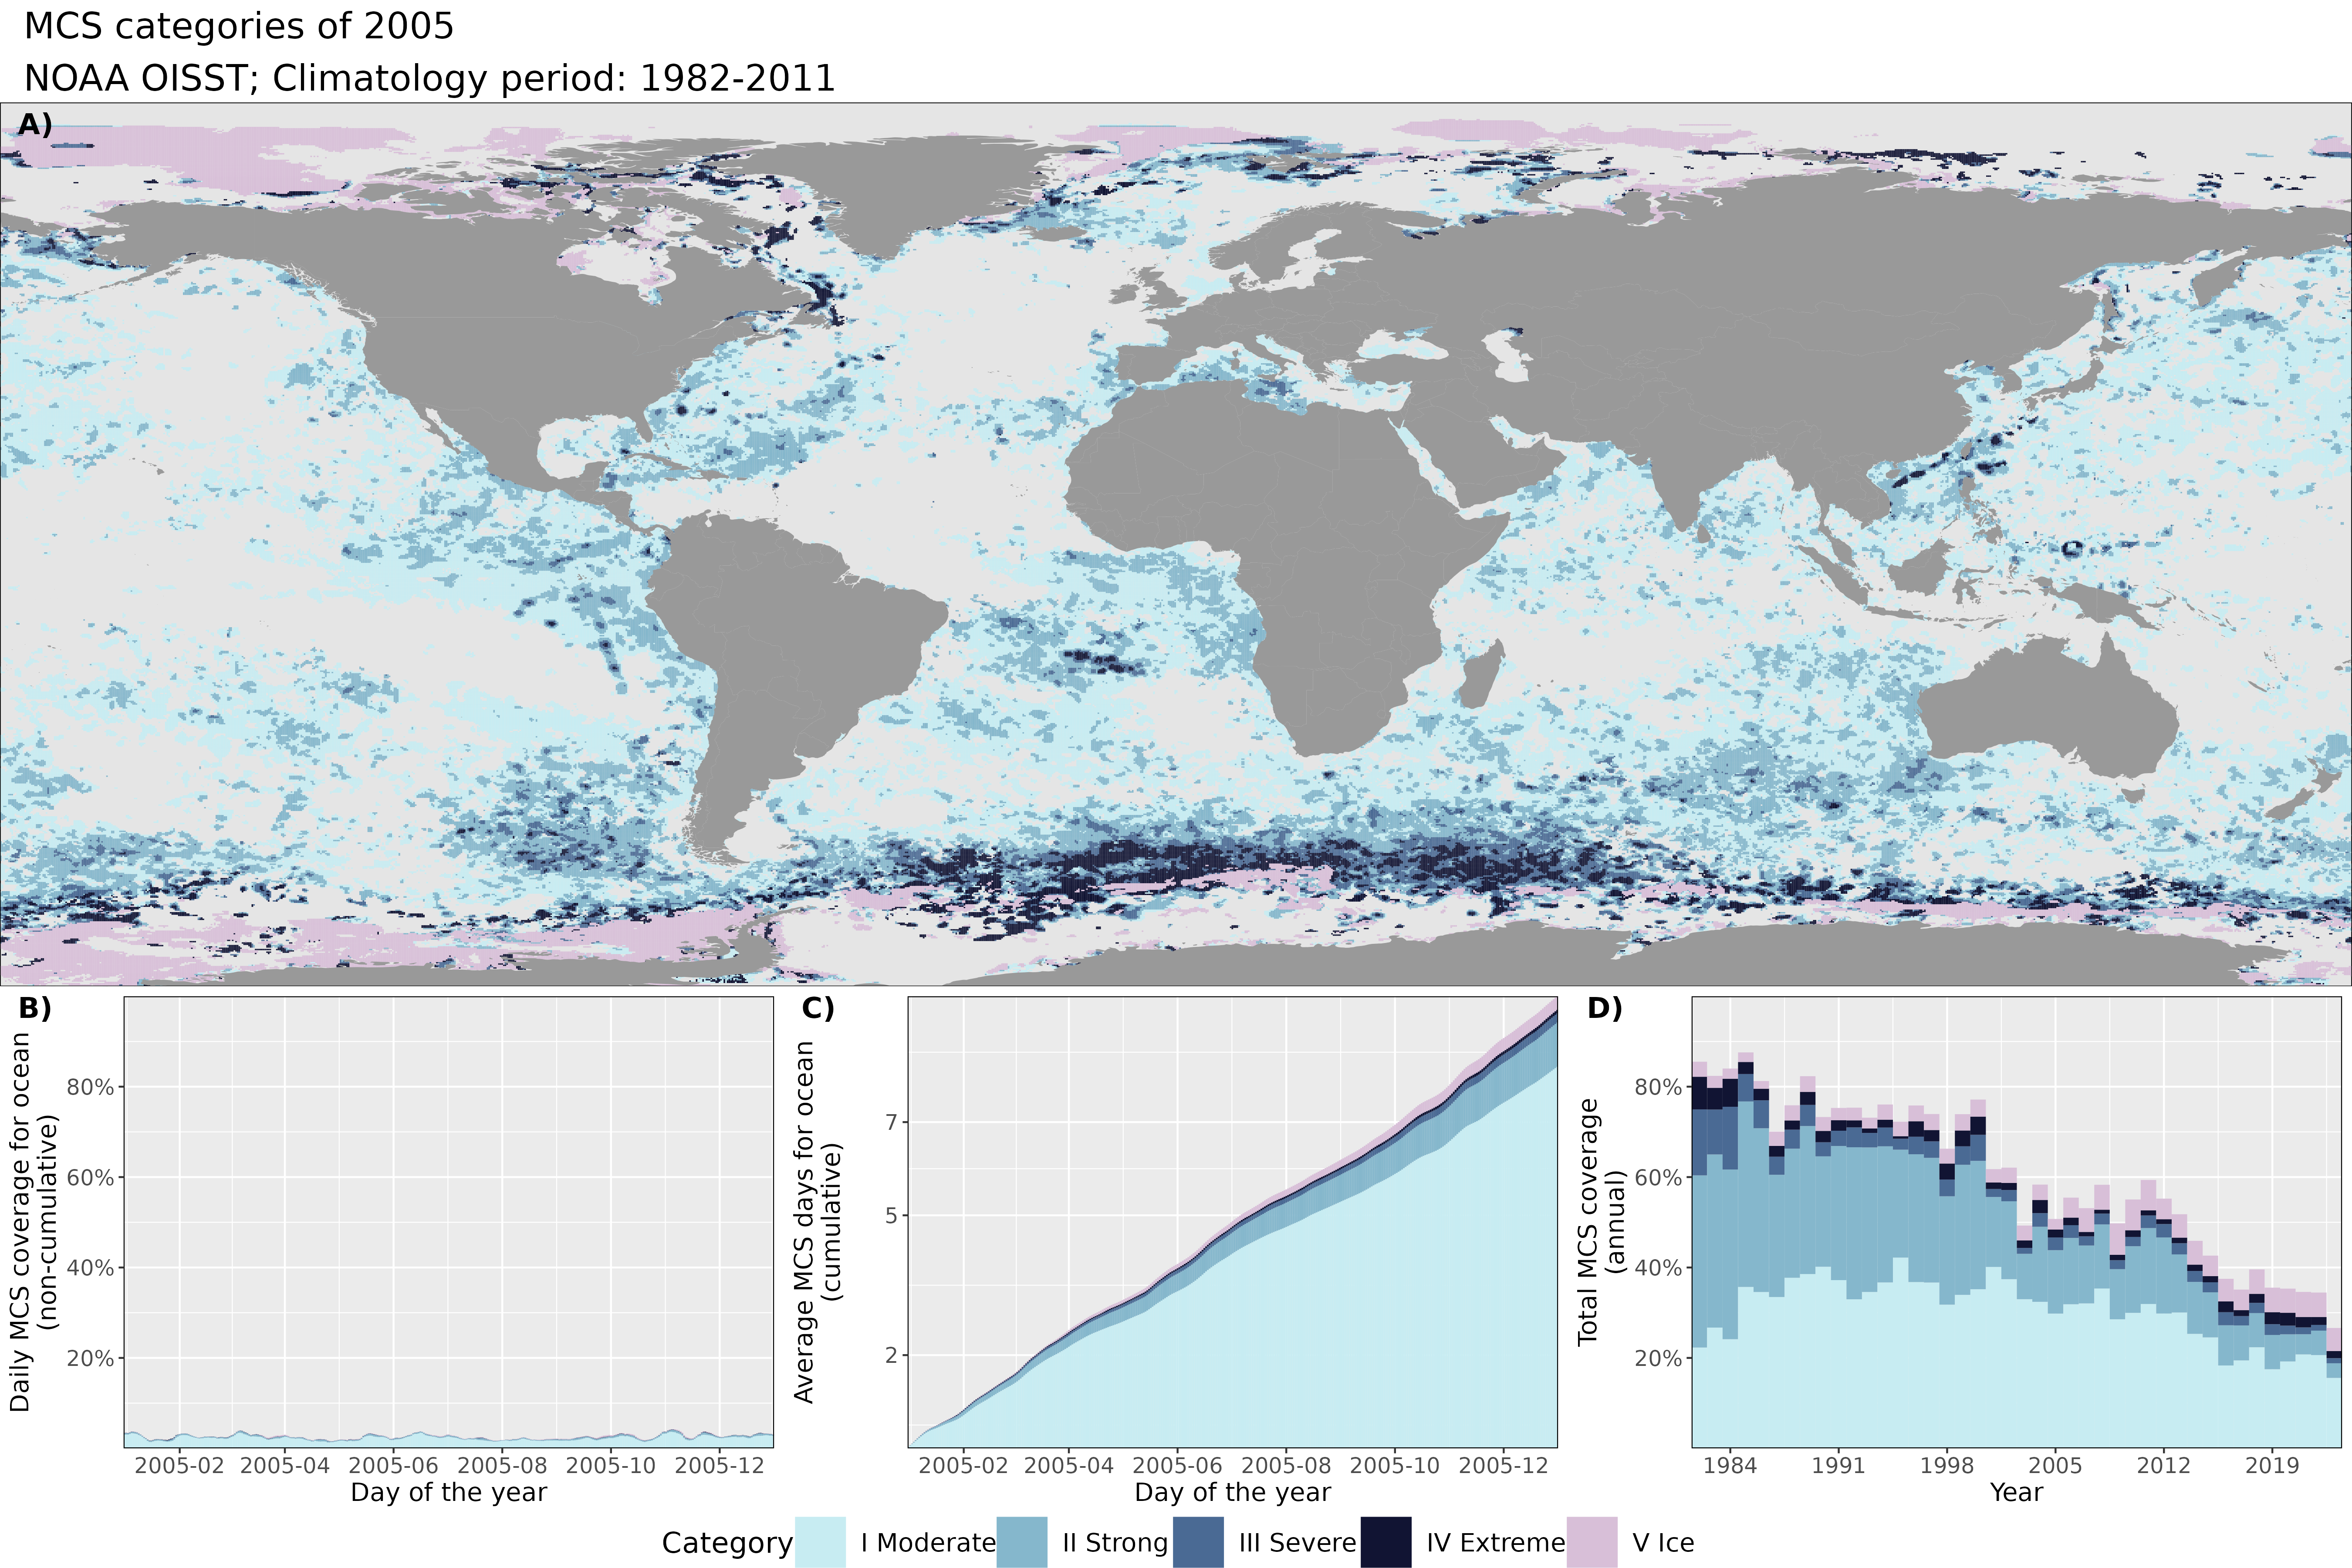 MCS categories of 2005
NOAA OISST; Climatology period: 1982-2011
A)
B)
Daily MCS coverage for ocean
(non-cumulative)
80%
60%
40%
20%
2005-02 2005-04 2005-06 2005-08 2005-10 2005-12
Day of the year
C)
Average MCS days for ocean
(cumulative)
7
5
2
2005-02 2005-04 2005-06 2005-08 2005-10 2005-12
Day of the year
D)
Total MCS coverage
(annual)
80%
60%
40%
20%
1984 1991 1998 2005 2012 2019
Year
Category I Moderate II Strong III Severe IV Extreme V Ice